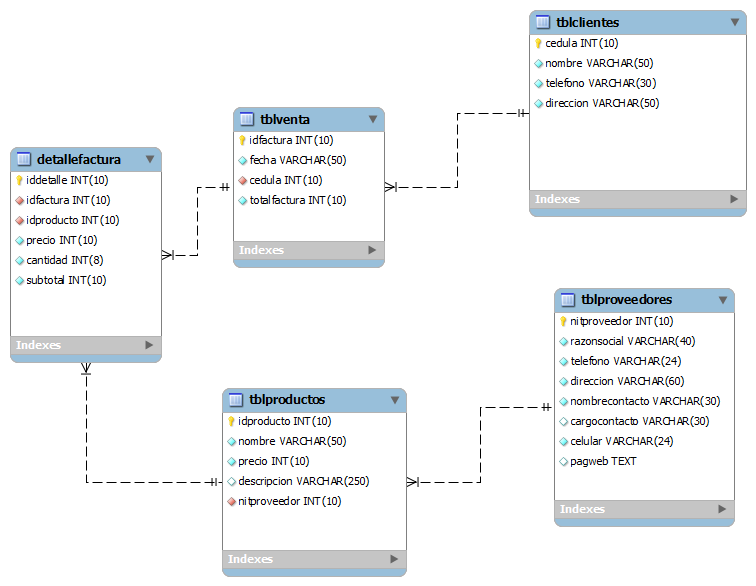 tblclientes
cedula INT(10)
nombre VARCHAR(50)
telefono VARCHAR(30)
direccion VARCHAR(50)
Indexes
tblventa
idfactura INT(10)
fecha VARCHAR(50)
cedula INT(10)
totalfactura INT(10)
Indexes
detallefactura
iddetalle INT(10)
idfactura INT(10)
idproducto INT(10)
precio INT(10)
cantidad INT(8)
subtotal INT(10)
Indexes
tblproveedores
nitproveedor INT(10)
razonsocial VARCHAR(40)
telefono VARCHAR(24)
direccion VARCHAR(60)
nombrecontacto VARCHAR(30)
cargocontacto VARCHAR(30)
celular VARCHAR(24)
pagweb TEXT
Indexes
tblproductos
idproducto INT(10)
nombre VARCHAR(50)
precio INT(10)
descripcion VARCHAR(250)
nitproveedor INT(10)
Indexes